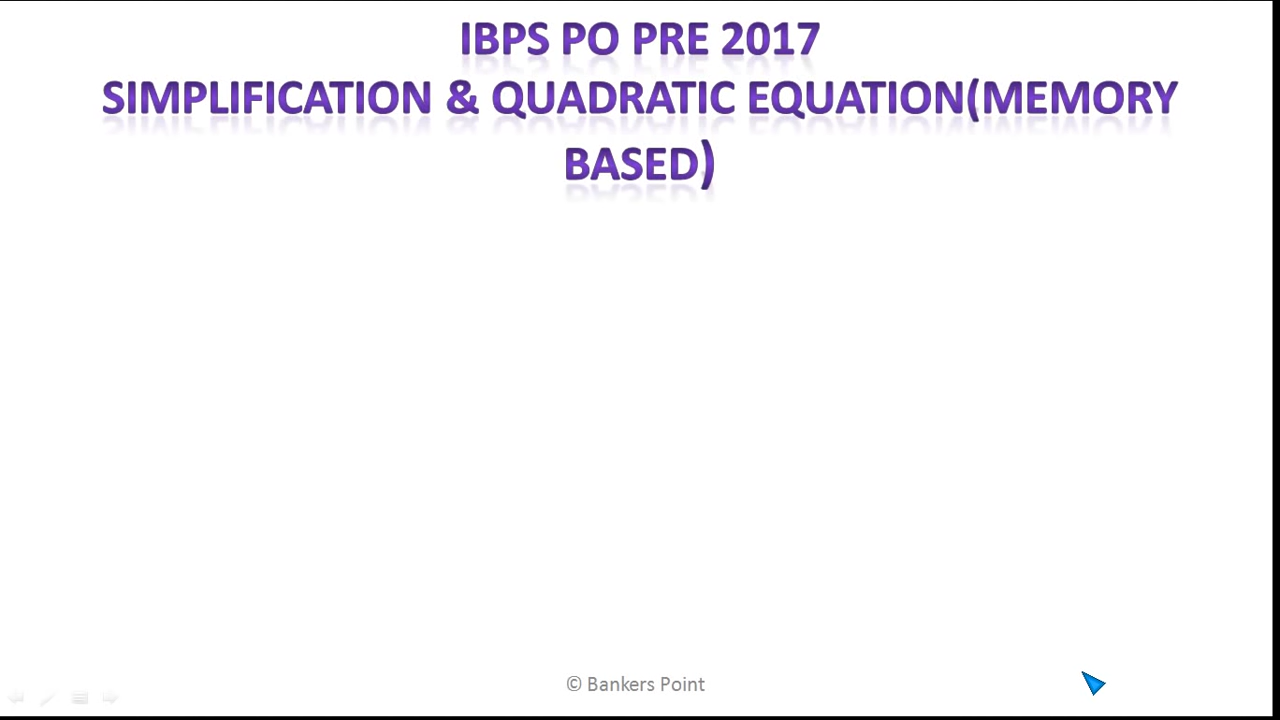 IBPS PO PRE 2017
SIMPLIFICATION & QUADRATIC EQUATION(MEMORY
BASED)
© Bankers Point